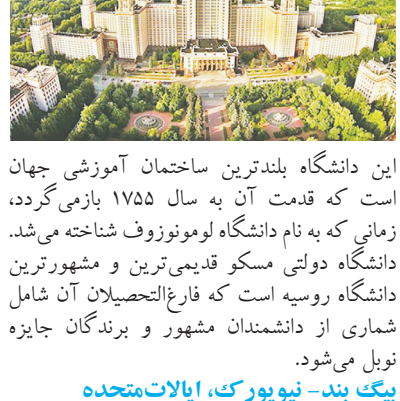 این دانشگاه بلندترین ساختمان آموزشی جهان
است که قدمت آن به سال ۱۷۵۵ بازمی‌گردد،
زمانی که به نام دانشگاه لومونوزوف شناخته می‌شد.
دانشگاه دولتی مسکو قدیمی‌ترین و مشهورترین
دانشگاه روسیه است که فارغ‌التحصیلان آن شامل
شماری از دانشمندان مشهور و برندگان جایزه
نوبل می‌شود.
بیگ بند- نیویورک، ایالات‌متحده